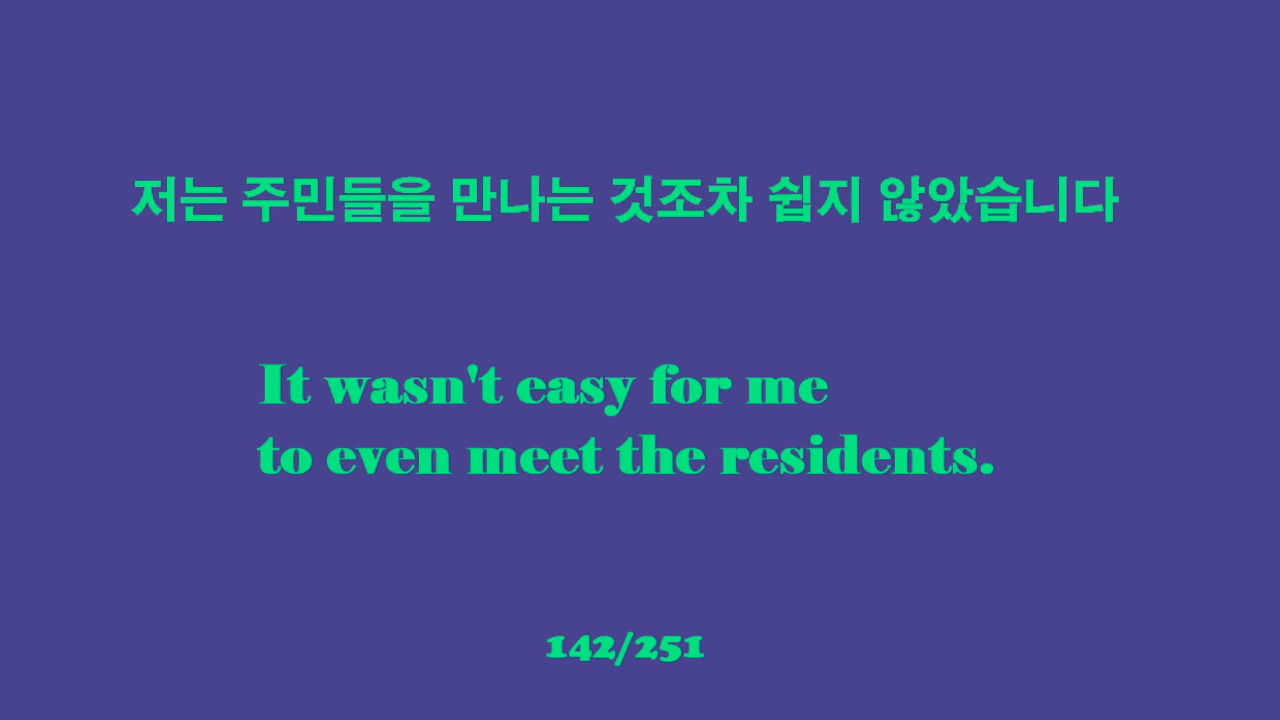 저는 주민들을 만나는 것조차 쉽지 않았습니다
It wasn't easy for me
to even meet the residents.
142/251